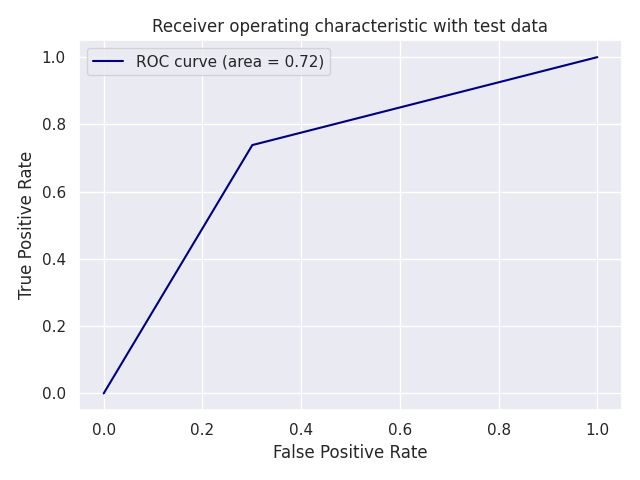 Receiver operating characteristic with test data
ROC curve (area = 0.72)
True Positive Rate
1.0
0.8
0.6
0.4
0.2
0.0
0.0 0.2 0.4 0.6 0.8 1.0
False Positive Rate